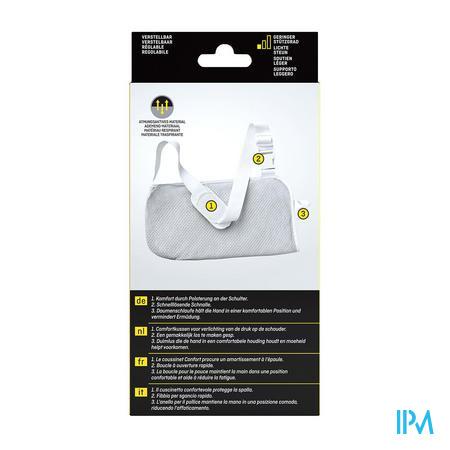 VERSTELLBAR
VERSTELBAAR
RÉGLABLE
REGOLABILE
GERINGER
STÜTZGRAD
LICHTE
STEUN
SOUTIEN
LÉGER
SUPPORTO
LEGGERO
ATMUNGSAKTIVES MATERIAL
ADEMEND MATERIAAL
MATÉRIAU RESPIRANT
MATERIALE TRASPIRANTE
1
2
3
de
1. Komfort durch Polsterung an der Schulter.
2. Schnelllösende Schnalle.
3. Daumenschlaufe hält die Hand in einer komfortablen Position und
vermindert Ermüdung.
nl
1. Comfortkussen voor verlichting van de druk op de schouder.
2. Een gemakkelijk los te maken gesp.
3. Duimlus die de hand in een comfortabele houding houdt en moeheid
helpt voorkomen.
fr
1. Le coussinet Confort procure un amortissement à l'épaule.
2. Boucle à ouverture rapide.
3. La boucle pour le pouce maintient la main dans une position
confortable et aide à réduire la fatigue.
it
1. Il cuscinetto confortevole protegge la spalla.
2. Fibbia per sgancio rapido.
3. L'anello per il pollice mantiene la mano in una posizione comoda,
riducendo l'affaticamento.
IPM